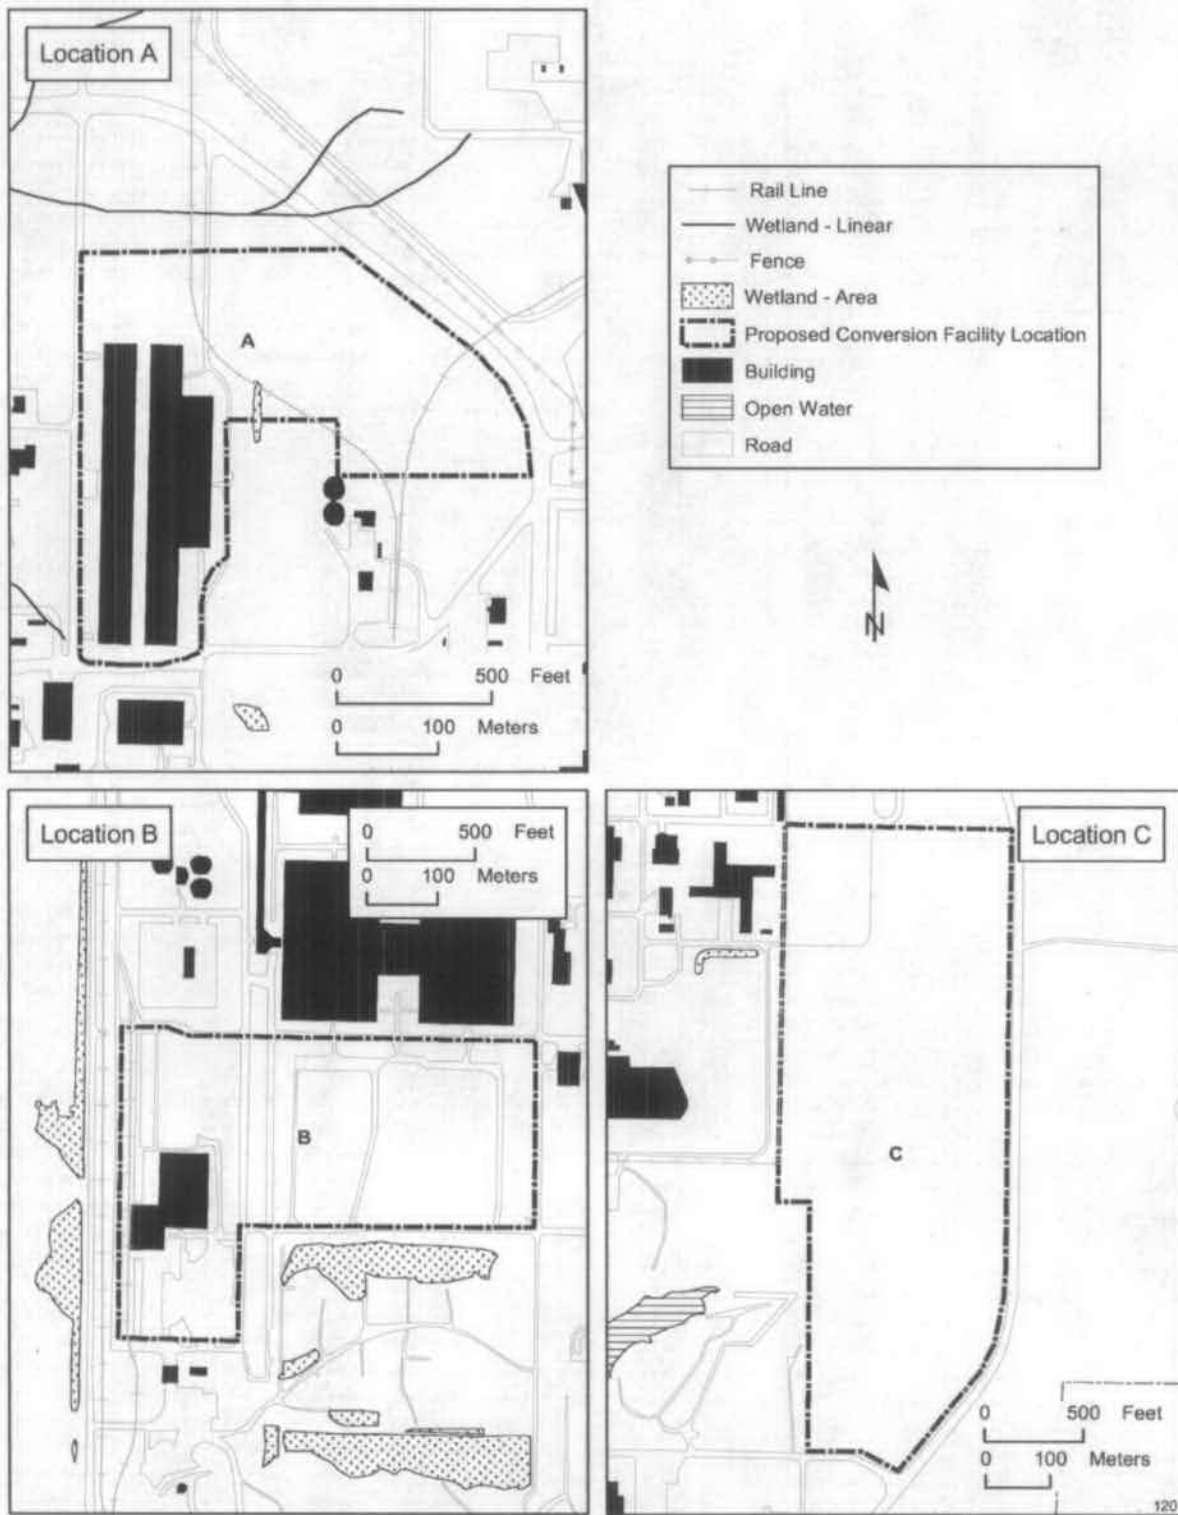 Location A
A
0 500 Feet
0 100 Meters
Rail Line
Wetland - Linear
Fence
Wetland - Area
Proposed Conversion Facility Location
Building
Open Water
Road
N
Location B
0 500 Feet
0 100 Meters
B
Location C
C
0 500 Feet
0 100 Meters
120